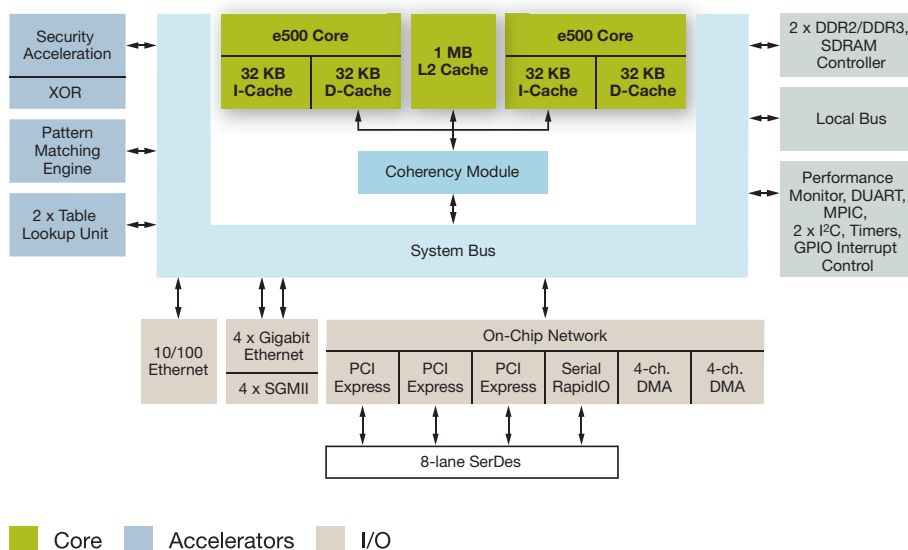 Security
Acceleration
XOR
Pattern
Matching
Engine
2 x Table
Lookup Unit
e500 Core
32 KB
I-Cache
32 KB
D-Cache
1 MB
L2 Cache
e500 Core
32 KB
I-Cache
32 KB
D-Cache
Coherency Module
System Bus
2 x DDR2/DDR3,
SDRAM
Controller
Local Bus
Performance
Monitor, DUART,
MPIC,
2 x I²C, Timers,
GPIO Interrupt
Control
10/100
Ethernet
4 x Gigabit
Ethernet
4 x SGMII
On-Chip Network
PCI
Express
PCI
Express
PCI
Express
Serial
RapidIO
4-ch.
DMA
4-ch.
DMA
8-lane SerDes
Core
Accelerators
I/O